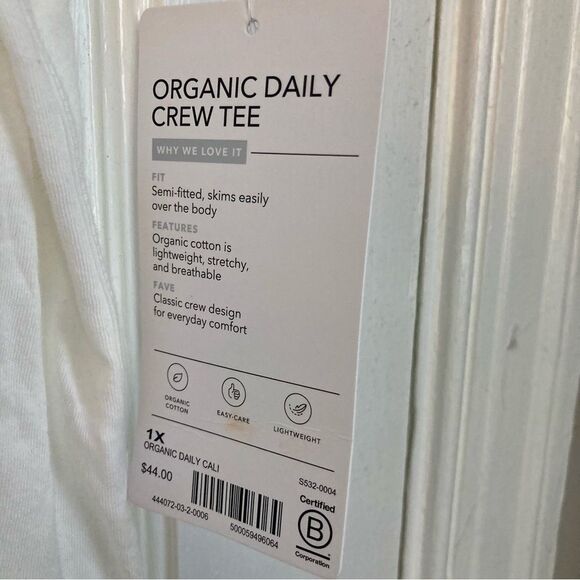 ORGANIC DAILY
CREW TEE
WHY WE LOVE IT
FIT
Semi-fitted, skims easily
over the body
FEATURES
Organic cotton is
lightweight, stretchy,
and breathable
FAVE
Classic crew design
for everyday comfort
ORGANIC
COTTON
EASY-CARE
LIGHTWEIGHT
1X
ORGANIC DAILY CALI
$44.00
S532-0004
444072-03-2-0006
500059496064
Certified
B
Corporation